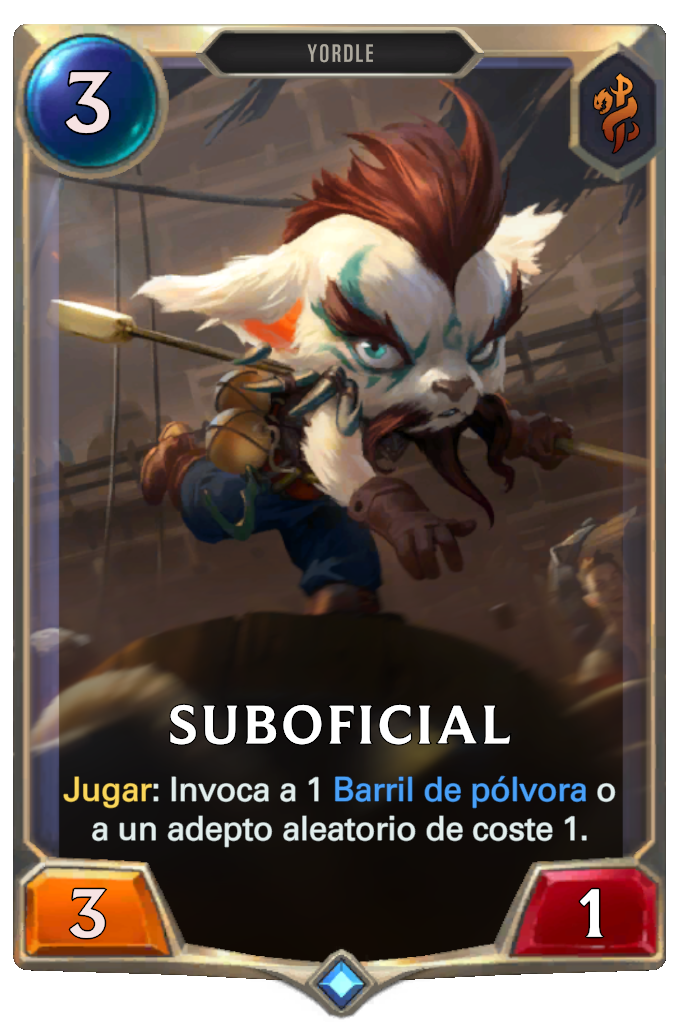 YORDLE
3
SUBOFICIAL
Jugar: Invoca a 1 Barril de pólvora o
a un adepto aleatorio de coste 1.
3
1